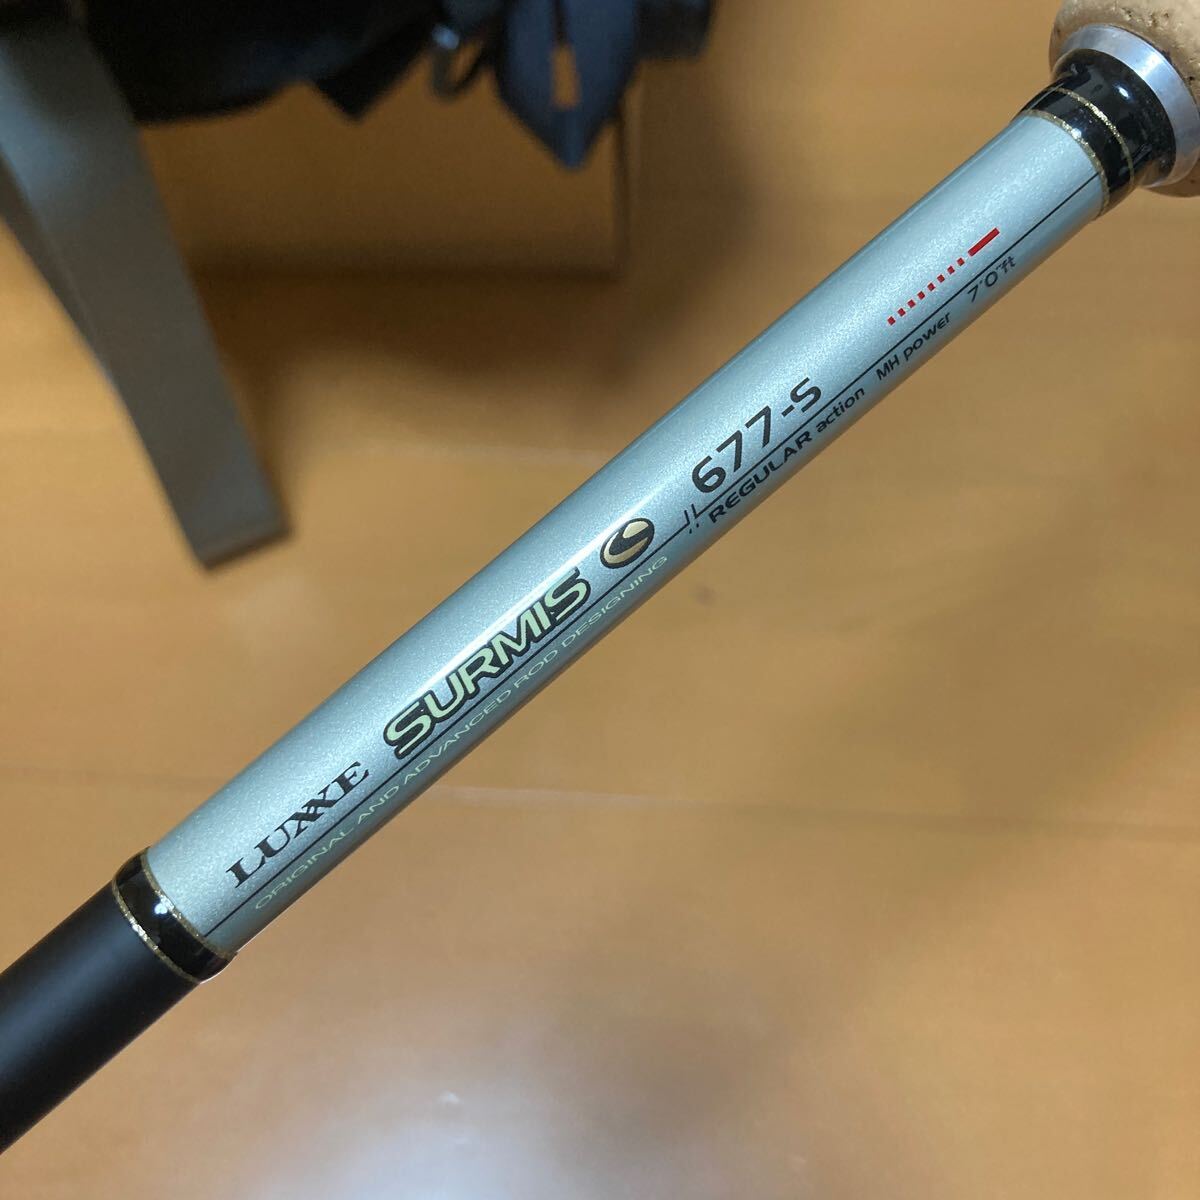 LUXXE SURMIS 677-S
ORIGINAL AND ADVANCED ROD DESIGNING
REGULAR action MH power 7'0"ft